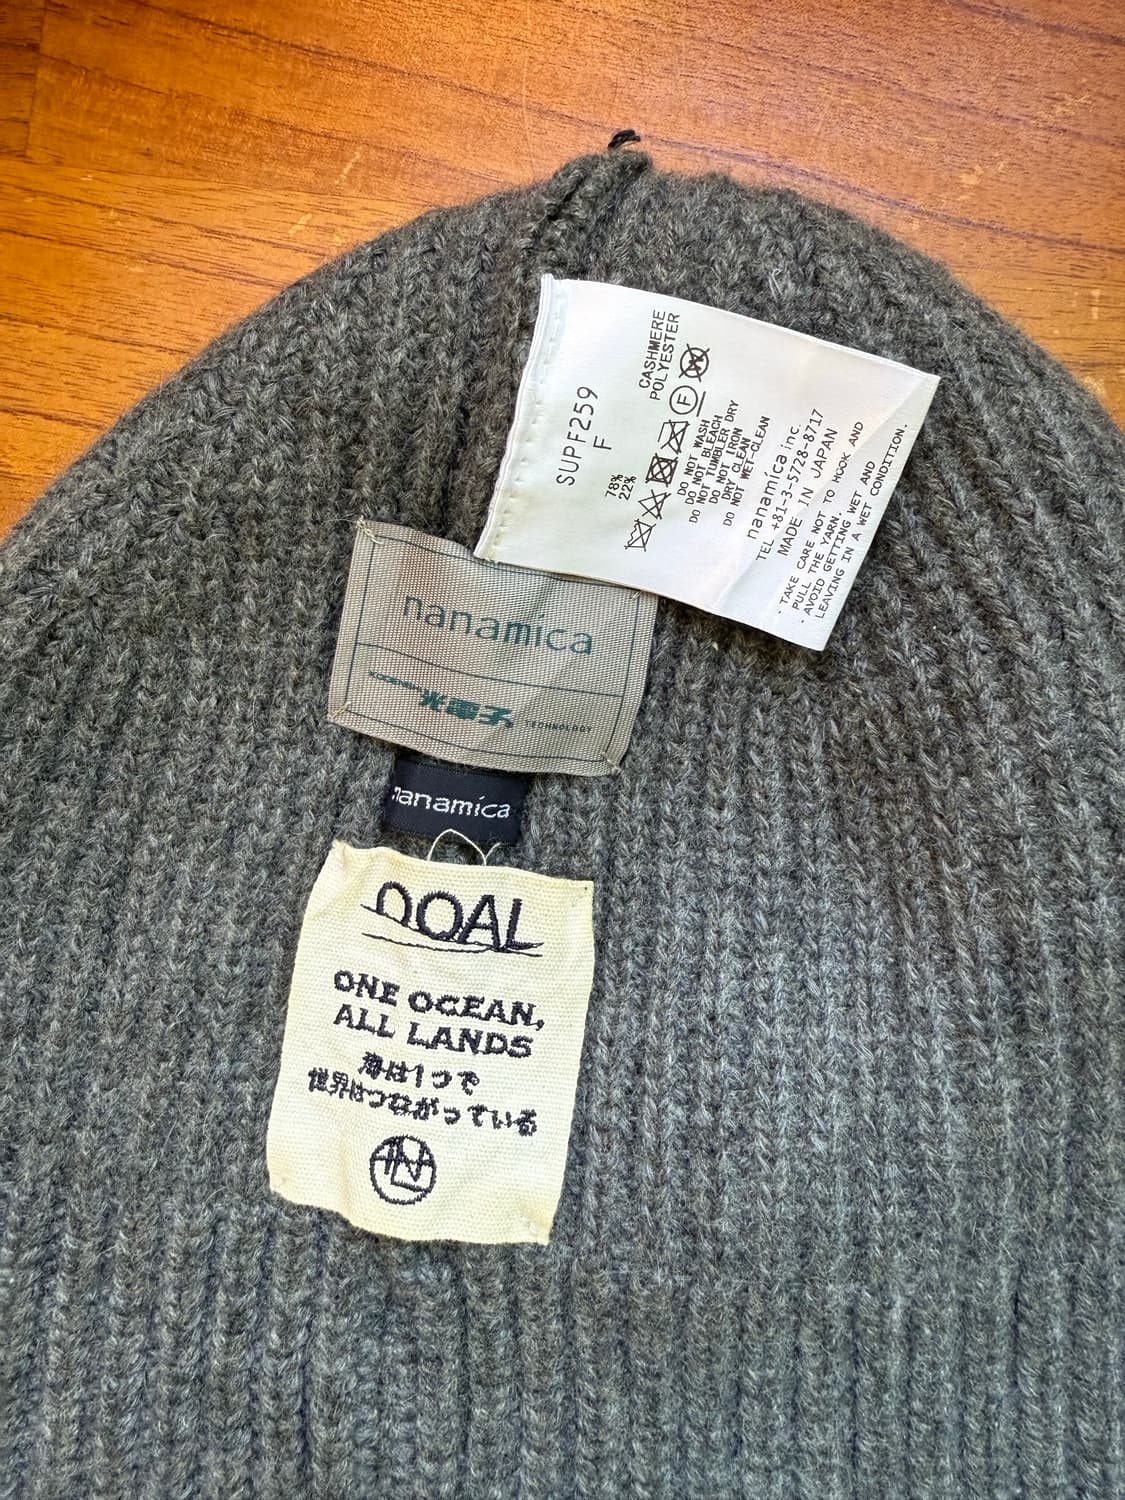 SUPF259
F
78% CASHMERE
22% POLYESTER
F
W
DO NOT WASH
DO NOT BLEACH
DO NOT TUMBLER DRY
DO NOT IRON
DRY CLEAN
DO NOT WET-CLEAN
nanamica inc.
TEL +81-3-5728-8717
MADE IN JAPAN
・TAKE CARE NOT TO HOOK AND
PULL THE YARN.
・AVOID GETTING WET AND
LEAVING IN A WET CONDITION.
nanamica
光電子 TECHNOLOGY
nanamica
OOAL
ONE OCEAN,
ALL LANDS
海は1つで
世界はつながっている